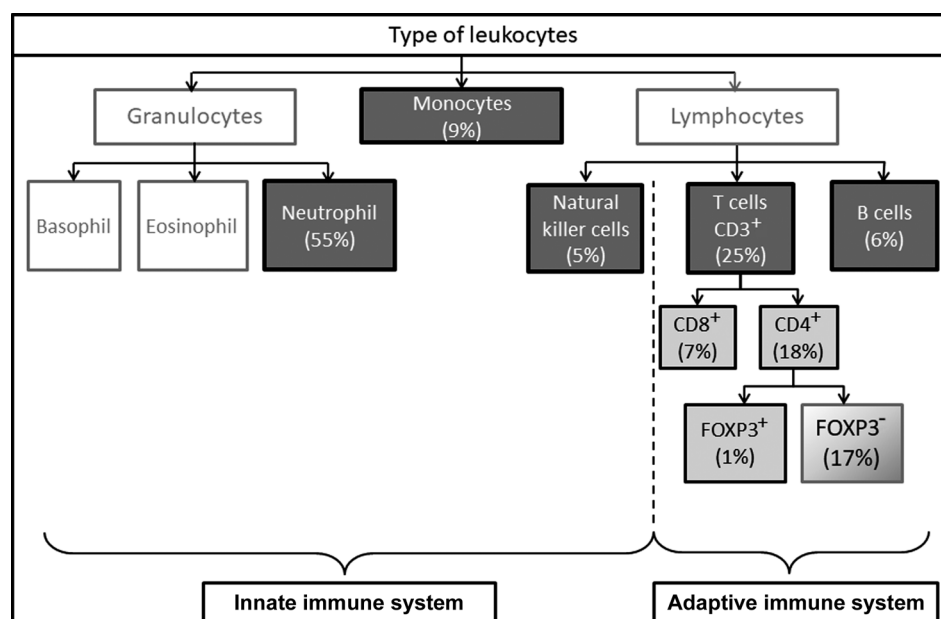 Type of leukocytes
Granulocytes
Monocytes
(9%)
Lymphocytes
Basophil
Eosinophil
Neutrophil
(55%)
Natural
killer cells
(5%)
T cells
CD3⁺
(25%)
B cells
(6%)
CD8⁺
(7%)
CD4⁺
(18%)
FOXP3⁺
(1%)
FOXP3⁻
(17%)
Innate immune system
Adaptive immune system